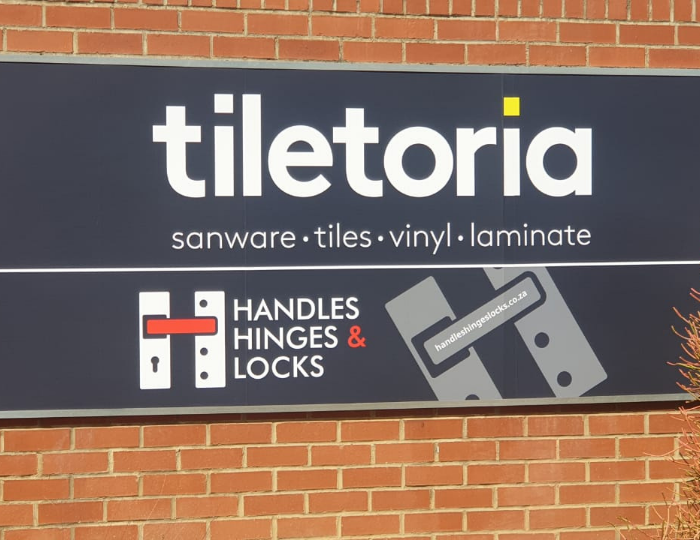 tiletoria
sanware · tiles · vinyl · laminate
HANDLES
HINGES &
LOCKS
handleshingeslocks.co.za